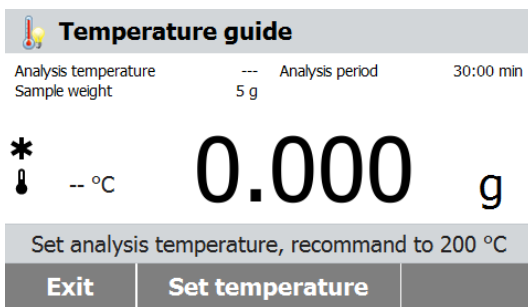 Temperature guide
Analysis temperature --- Analysis period 30:00 min
Sample weight 5 g
-- °C 0.000 g
Set analysis temperature, recommand to 200 °C
Exit Set temperature